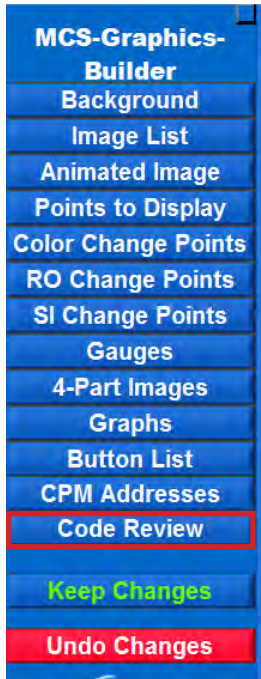 MCS-Graphics-
Builder
Background
Image List
Animated Image
Points to Display
Color Change Points
RO Change Points
SI Change Points
Gauges
4-Part Images
Graphs
Button List
CPM Addresses
Code Review
Keep Changes
Undo Changes